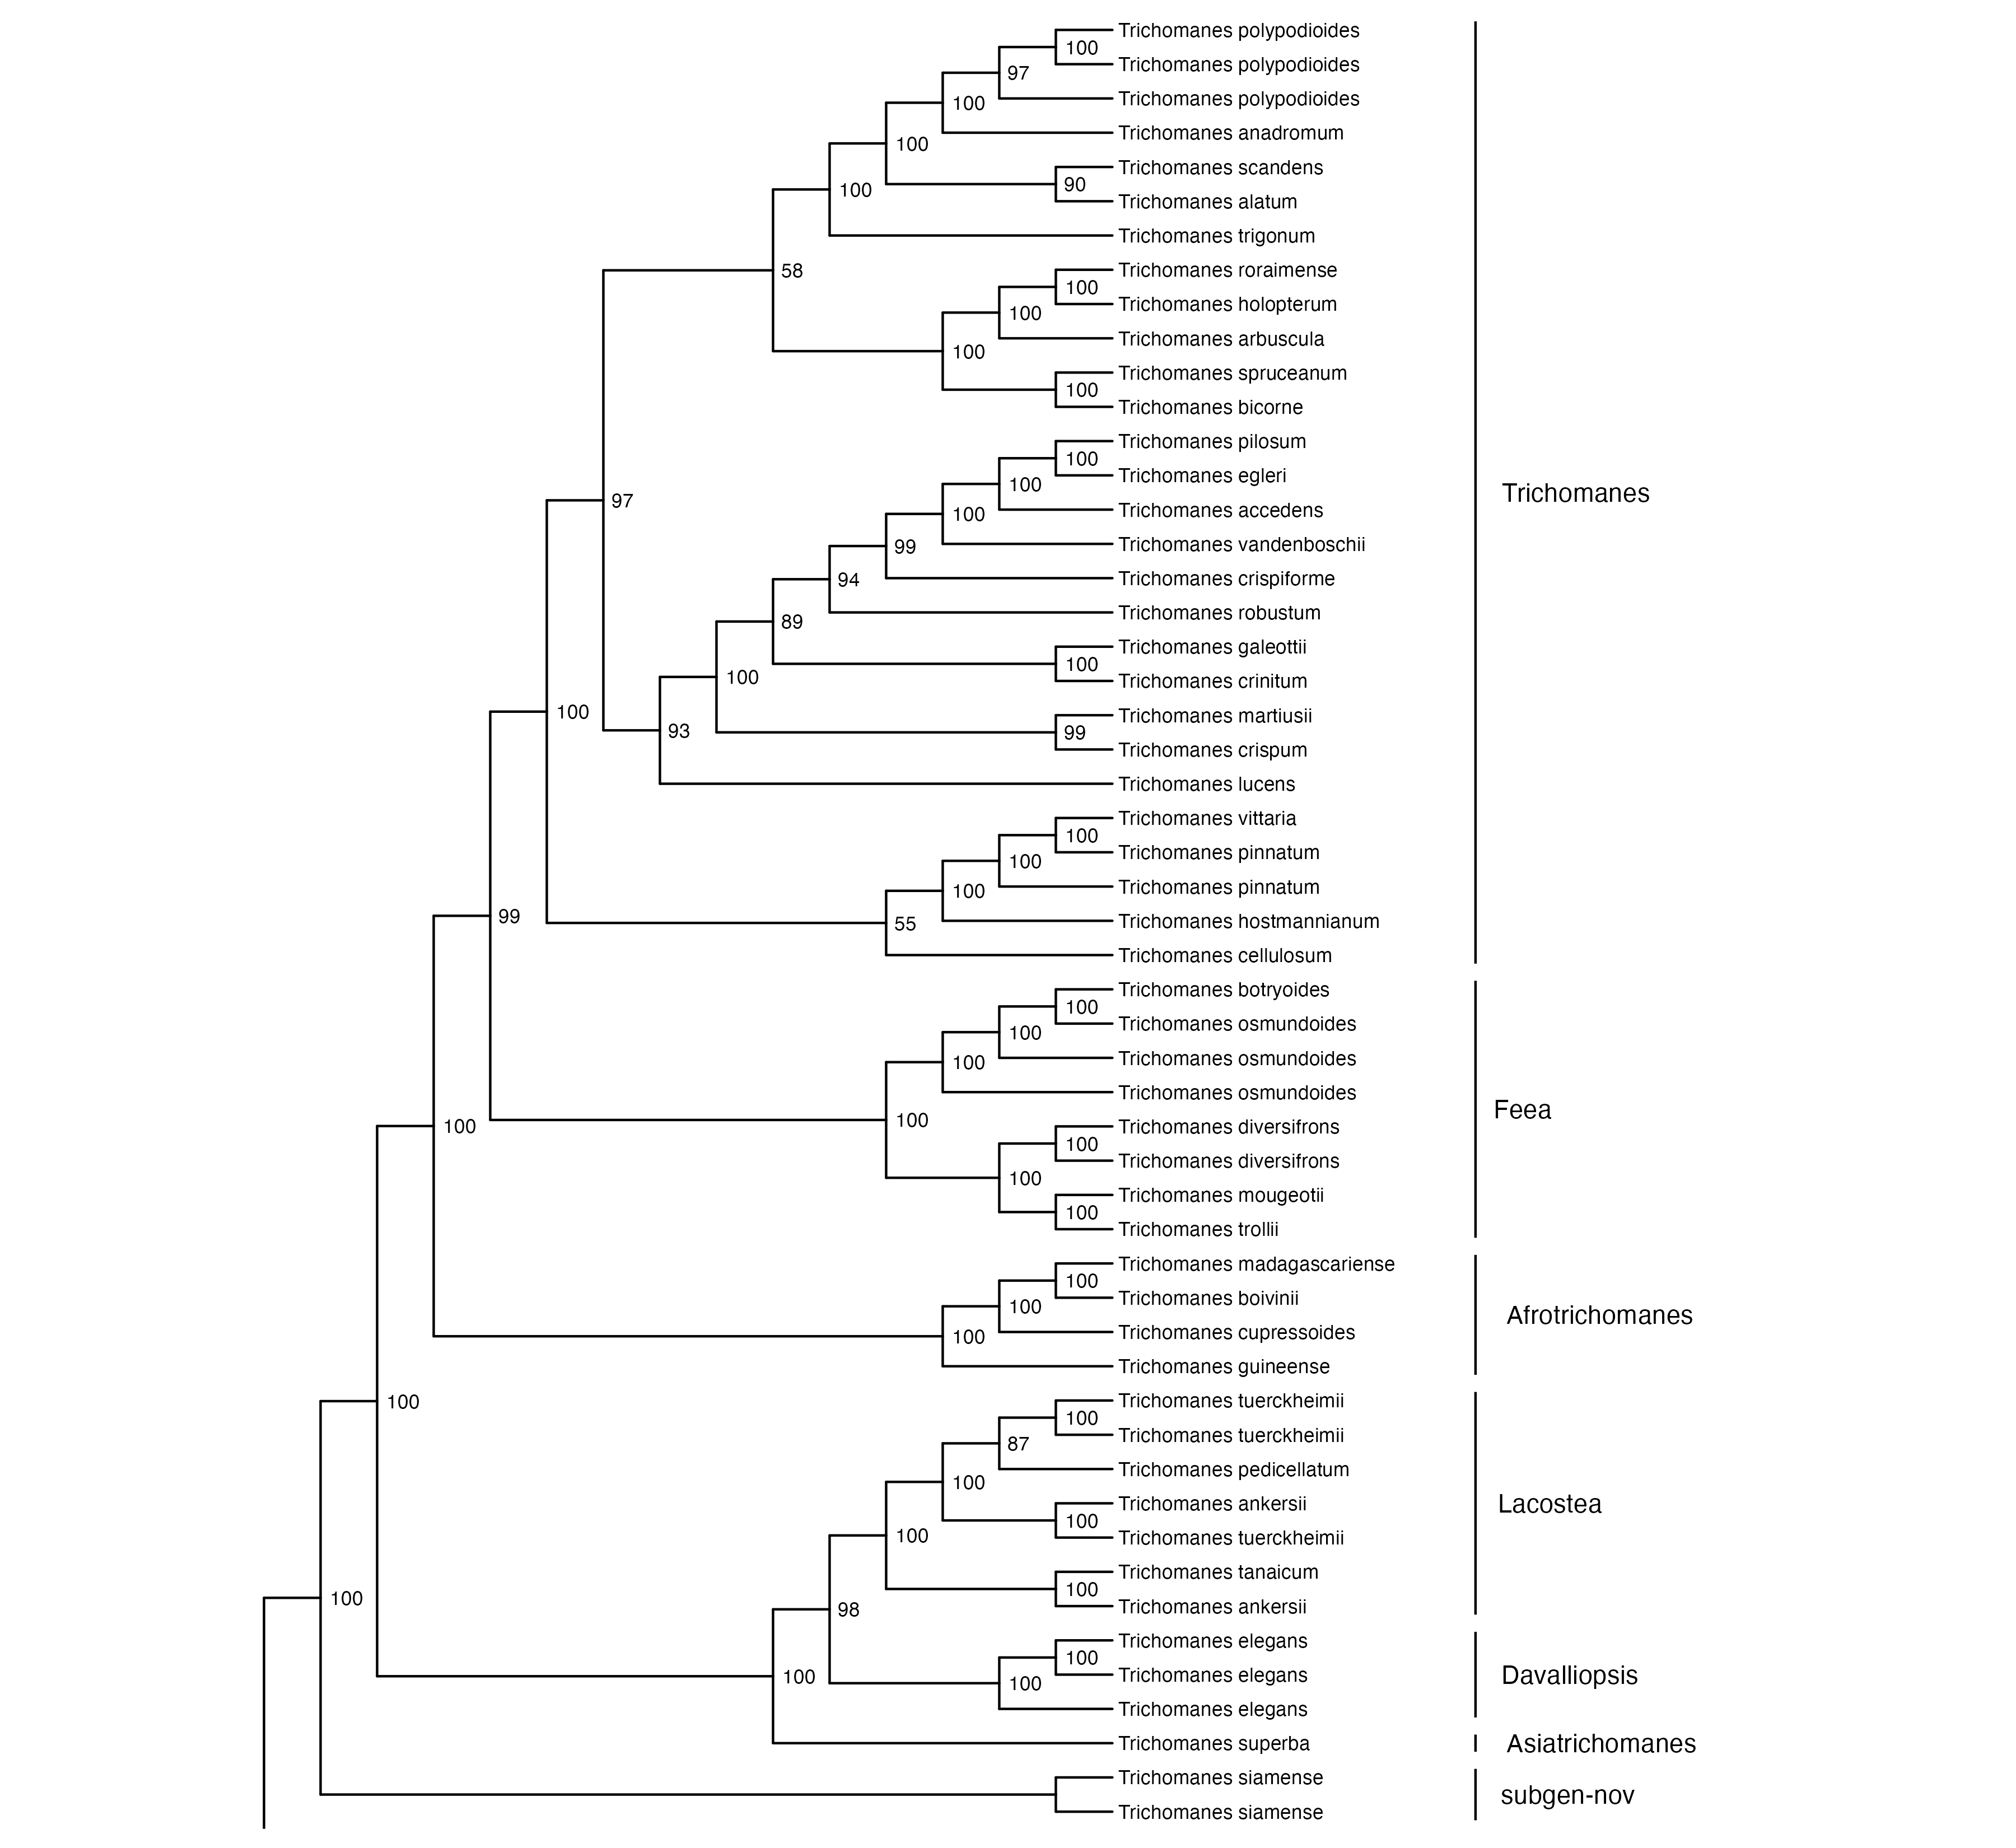 Trichomanes polypodioides
100
Trichomanes polypodioides
97
Trichomanes polypodioides
100
Trichomanes anadromum
100
Trichomanes scandens
90
100
Trichomanes alatum
Trichomanes trigonum
58
Trichomanes roraimense
100
Trichomanes holopterum
100
Trichomanes arbuscula
100
Trichomanes spruceanum
100
Trichomanes bicorne
Trichomanes pilosum
100
Trichomanes egleri
100
Trichomanes
97
Trichomanes accedens
100
Trichomanes vandenboschii
99
Trichomanes crispiforme
94
Trichomanes robustum
89
Trichomanes galeottii
100
100
Trichomanes crinitum
100
Trichomanes martiusii
93
99
Trichomanes crispum
Trichomanes lucens
Trichomanes vittaria
100
Trichomanes pinnatum
100
Trichomanes pinnatum
100
99
Trichomanes hostmannianum
55
Trichomanes cellulosum
Trichomanes botryoides
100
Trichomanes osmundoides
100
Trichomanes osmundoides
100
Trichomanes osmundoides
Feea
100
100
Trichomanes diversifrons
100
Trichomanes diversifrons
100
Trichomanes mougeotii
100
Trichomanes trollii
Trichomanes madagascariense
100
Trichomanes boivinii
100
Afrotrichomanes
Trichomanes cupressoides
100
Trichomanes guineense
100
Trichomanes tuerckheimii
100
Trichomanes tuerckheimii
87
Trichomanes pedicellatum
100
Trichomanes ankersii
Lacostea
100
100
Trichomanes tuerckheimii
Trichomanes tanaicum
100
100
Trichomanes ankersii
98
Trichomanes elegans
100
Trichomanes elegans
Davalliopsis
100
100
Trichomanes elegans
Trichomanes superba
Asiatrichomanes
Trichomanes siamense
subgen-nov
Trichomanes siamense